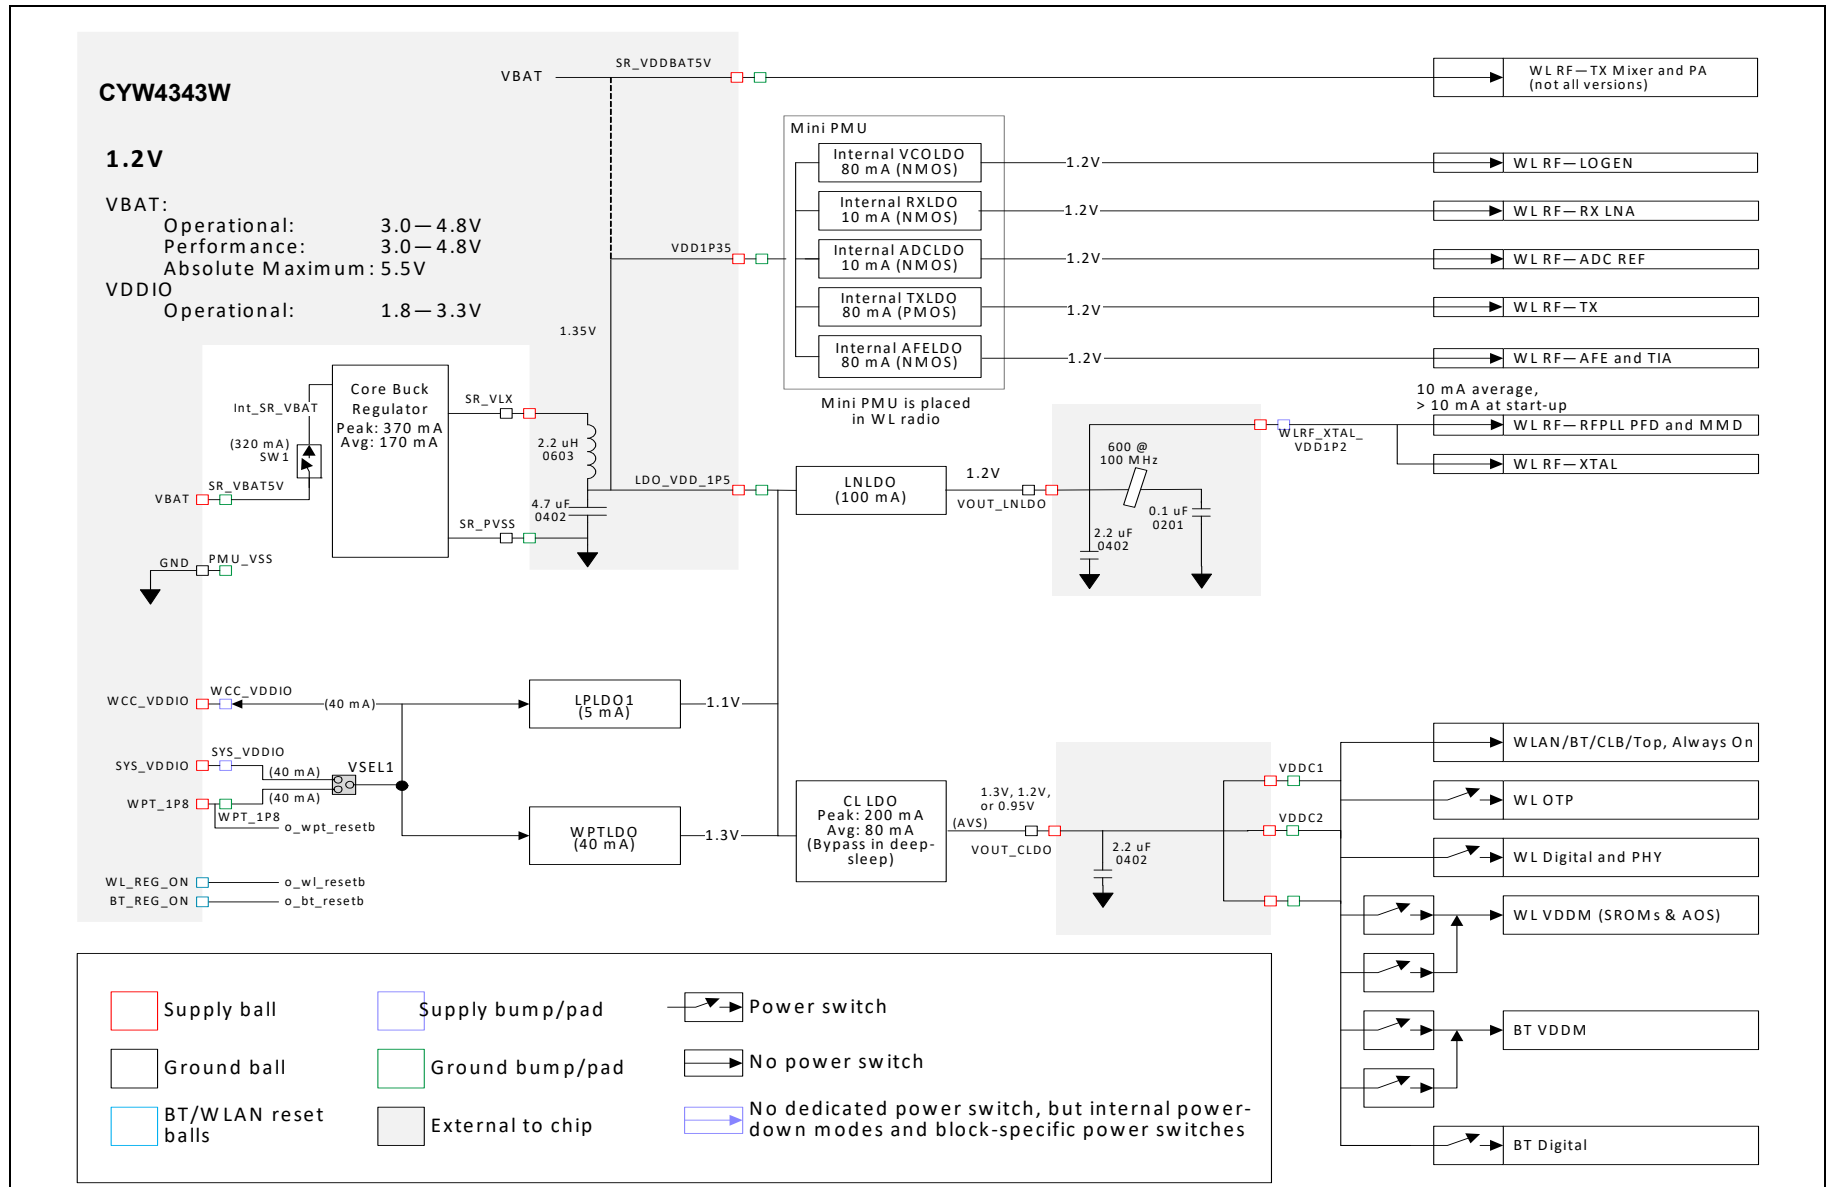 CYW4343W
1.2V
VBAT:
Operational: 3.0—4.8V
Performance: 3.0—4.8V
Absolute Maximum: 5.5V
VDDIO
Operational: 1.8—3.3V
VBAT
SR_VDDBAT5V
WL RF—TX Mixer and PA
(not all versions)
Mini PMU
Internal VCOLDO
80 mA (NMOS)
1.2V
WL RF—LOGEN
Internal RXLDO
10 mA (NMOS)
1.2V
WL RF—RX LNA
VDD1P35
Internal ADCLDO
10 mA (NMOS)
1.2V
WL RF—ADC REF
Internal TXLDO
80 mA (PMOS)
1.2V
WL RF—TX
1.35V
Internal AFELDO
80 mA (NMOS)
1.2V
WL RF—AFE and TIA
Mini PMU is placed
in WL radio
10 mA average,
> 10 mA at start-up
WL RF—RFPLL PFD and MMD
WLRF_XTAL_
VDD1P2
WL RF—XTAL
Core Buck
Regulator
Peak: 370 mA
Avg: 170 mA
Int_SR_VBAT
(320 mA)
SW1
SR_VBAT5V
VBAT
SR_VLX
2.2 uH
0603
4.7 uF
0402
SR_PVSS
GND
PMU_VSS
LDO_VDD_1P5
LNLDO
(100 mA)
1.2V
VOUT_LNLDO
600 @
100 MHz
2.2 uF
0402
0.1 uF
0201
WCC_VDDIO
WCC_VDDIO
(40 mA)
LPLDO1
(5 mA)
1.1V
SYS_VDDIO
SYS_VDDIO
(40 mA)
VSEL1
WPT_1P8
(40 mA)
WPT_1P8
o_wpt_resetb
WPTLDO
(40 mA)
1.3V
WL_REG_ON
o_wl_resetb
BT_REG_ON
o_bt_resetb
CL LDO
Peak: 200 mA
Avg: 80 mA
(Bypass in deep-
sleep)
1.3V, 1.2V,
or 0.95V
(AVS)
VOUT_CLDO
2.2 uF
0402
VDDC1
VDDC2
WLAN/BT/CLB/Top, Always On
WL OTP
WL Digital and PHY
WL VDDM (SROMs & AOS)
BT VDDM
BT Digital
Supply ball
Supply bump/pad
Power switch
Ground ball
Ground bump/pad
No power switch
BT/WLAN reset
balls
External to chip
No dedicated power switch, but internal power-
down modes and block-specific power switches